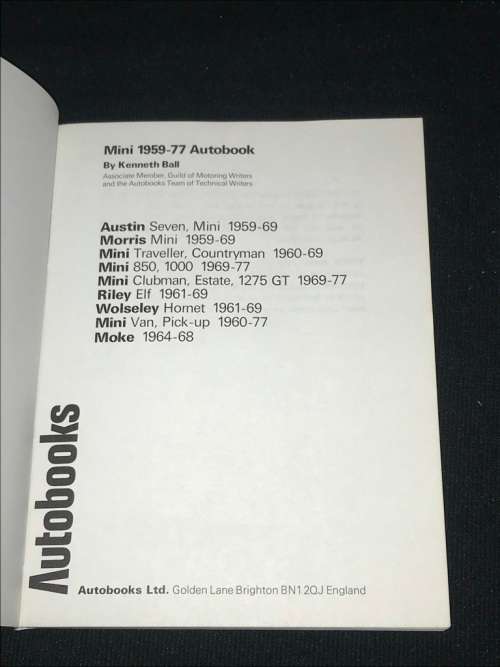 Mini 1959-77 Autobook
By Kenneth Ball
Associate Member, Guild of Motoring Writers
and the Autobooks Team of Technical Writers
Austin Seven, Mini 1959-69
Morris Mini 1959-69
Mini Traveller, Countryman 1960-69
Mini 850, 1000 1969-77
Mini Clubman, Estate, 1275 GT 1969-77
Riley Elf 1961-69
Wolseley Hornet 1961-69
Mini Van, Pick-up 1960-77
Moke 1964-68
Autobooks
Autobooks Ltd. Golden Lane Brighton BN1 2QJ England